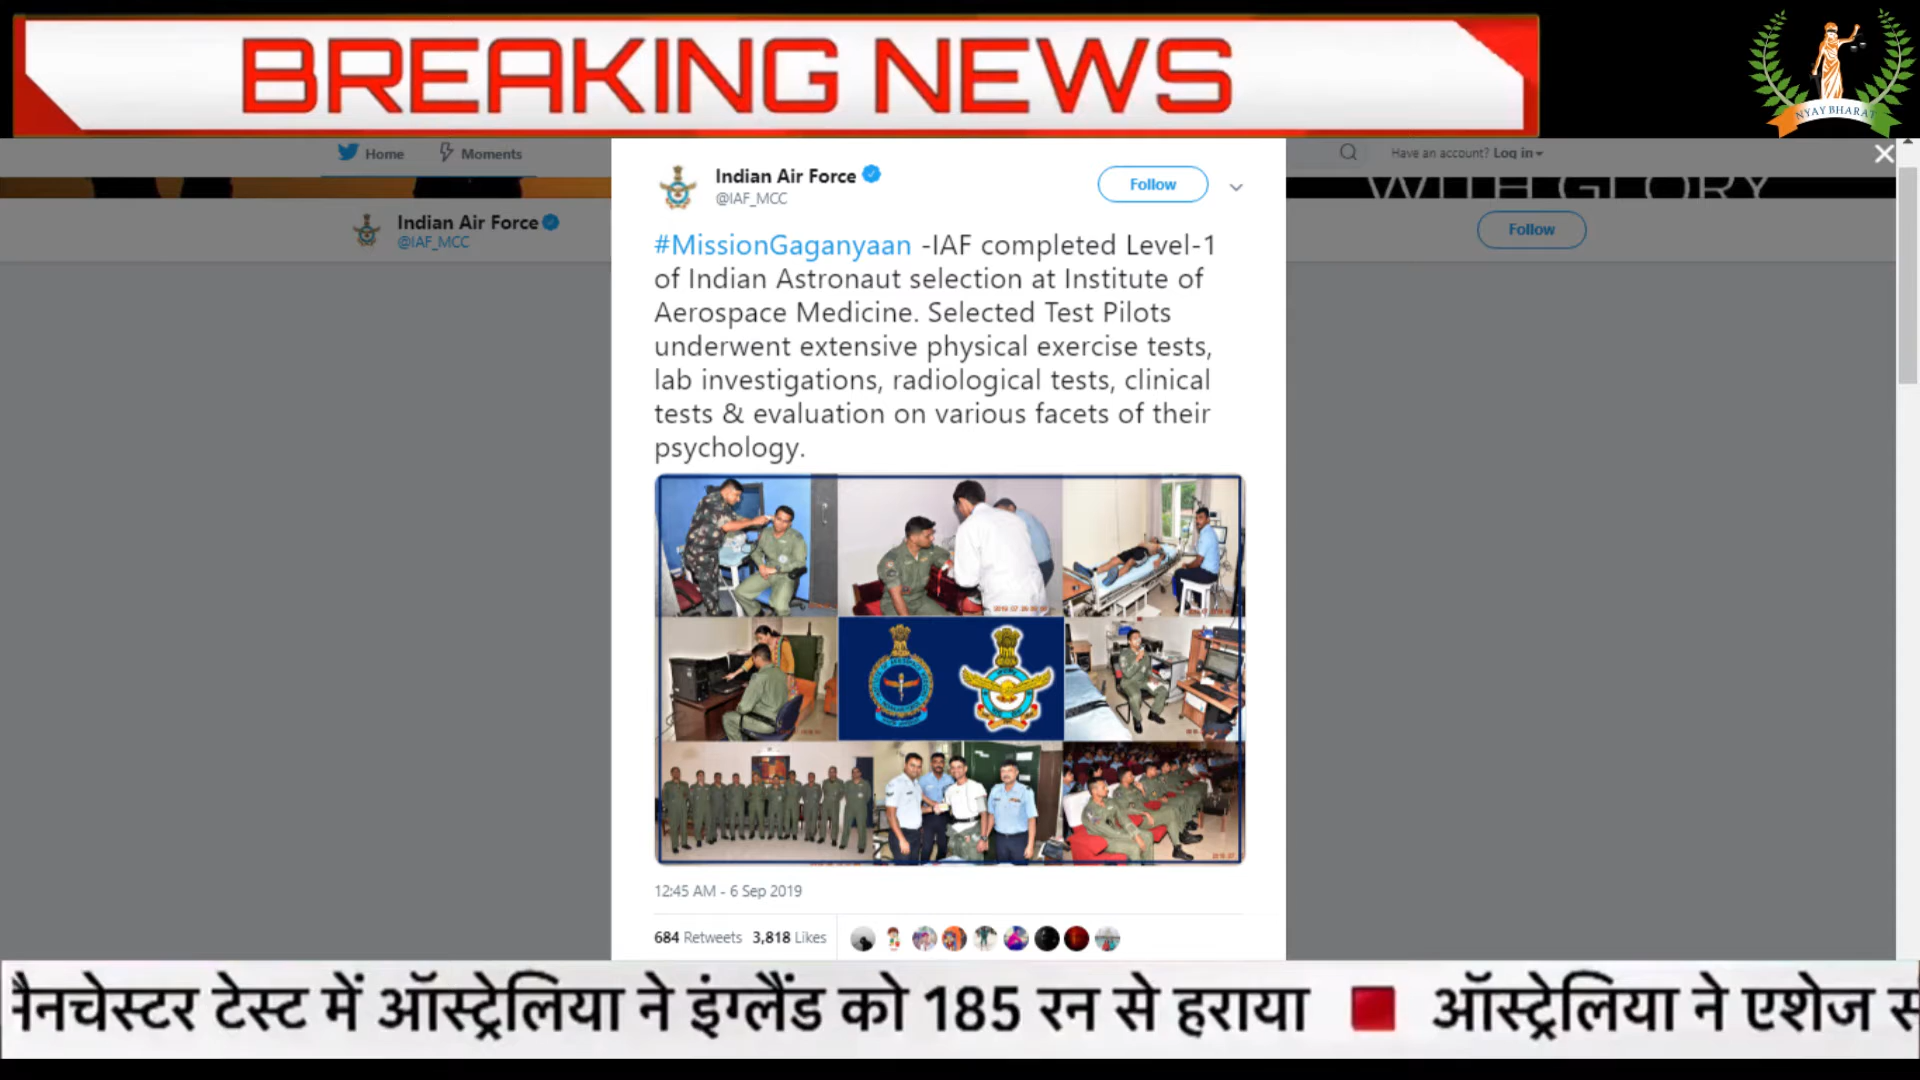 BREAKING NEWS
NYAY BHARAT
Home
Moments
Have an account? Log in
WITH GLORY
Indian Air Force
@IAF_MCC
Follow
Indian Air Force
@IAF_MCC
Follow
#MissionGaganyaan -IAF completed Level-1
of Indian Astronaut selection at Institute of
Aerospace Medicine. Selected Test Pilots
underwent extensive physical exercise tests,
lab investigations, radiological tests, clinical
tests & evaluation on various facets of their
psychology.
12:45 AM - 6 Sep 2019
684 Retweets 3,818 Likes
मैनचेस्टर टेस्ट में ऑस्ट्रेलिया ने इंग्लैंड को 185 रन से हराया
ऑस्ट्रेलिया ने एशेज